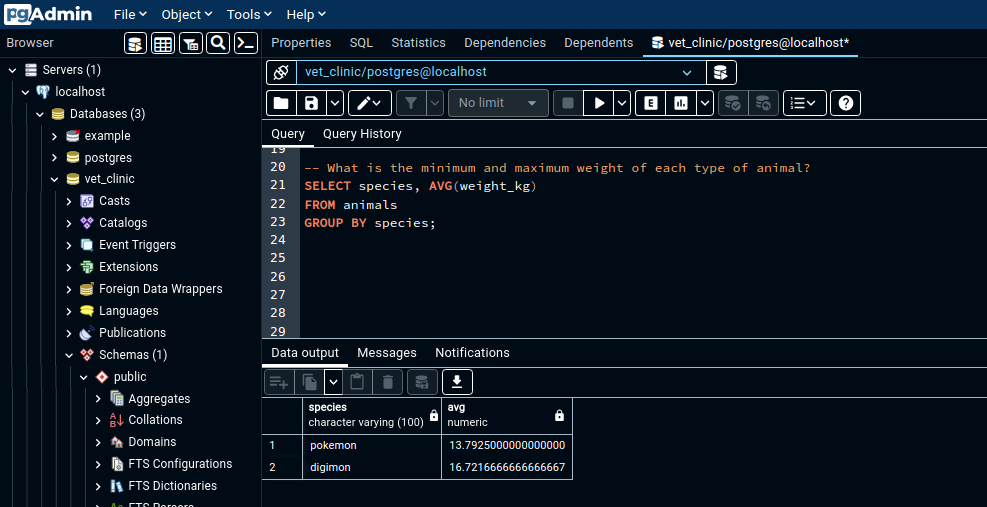 pgAdmin File Object Tools Help
Browser
Properties SQL Statistics Dependencies Dependents vet_clinic/postgres@localhost*
Servers (1)
localhost
Databases (3)
example
postgres
vet_clinic
Casts
Catalogs
Event Triggers
Extensions
Foreign Data Wrappers
Languages
Publications
Schemas (1)
public
Aggregates
Collations
Domains
FTS Configurations
FTS Dictionaries
FTS Parsers
vet_clinic/postgres@localhost
No limit
E
Query Query History
19
20 -- What is the minimum and maximum weight of each type of animal?
21 SELECT species, AVG(weight_kg)
22 FROM animals
23 GROUP BY species;
24
25
26
27
28
29
Data output Messages Notifications
species avg
character varying (100) numeric
1 pokemon 13.7925000000000000
2 digimon 16.7216666666666667